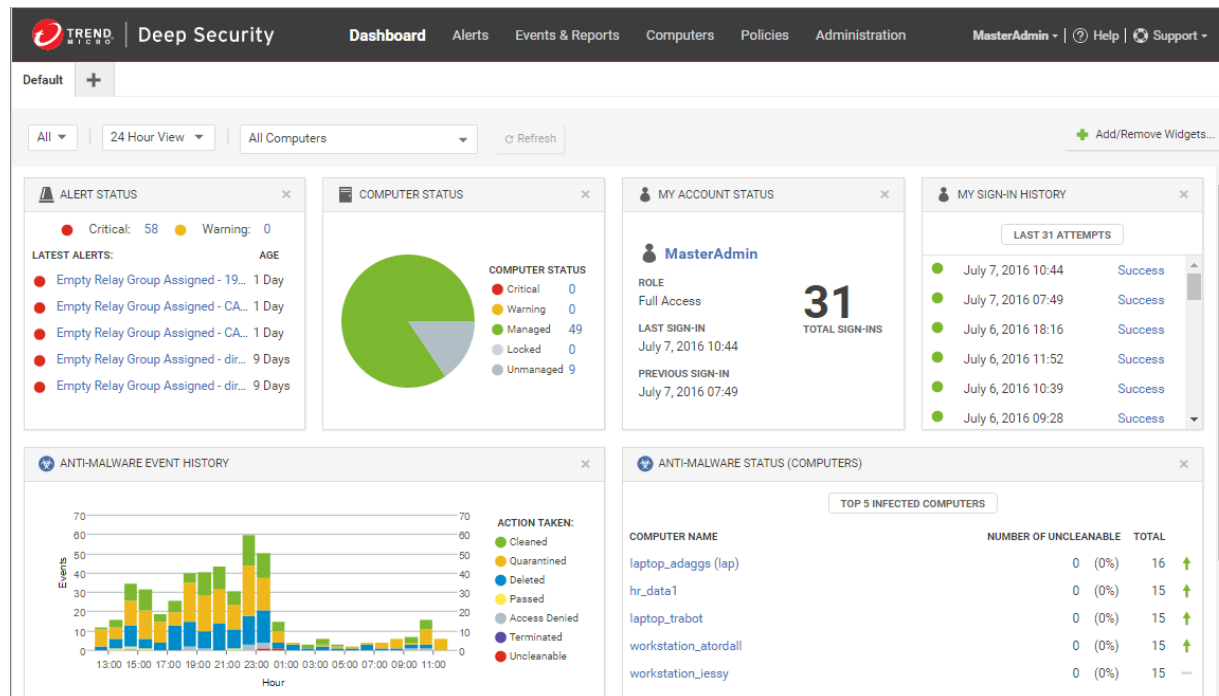 TREND MICRO | Deep Security
Dashboard Alerts Events & Reports Computers Policies Administration
MasterAdmin | Help | Support
Default
All 24 Hour View All Computers Refresh
Add/Remove Widgets...
ALERT STATUS
Critical: 58 Warning: 0
LATEST ALERTS: AGE
Empty Relay Group Assigned - 19... 1 Day
Empty Relay Group Assigned - CA... 1 Day
Empty Relay Group Assigned - CA... 1 Day
Empty Relay Group Assigned - dir... 9 Days
Empty Relay Group Assigned - dir... 9 Days
COMPUTER STATUS
COMPUTER STATUS
Critical 0
Warning 0
Managed 49
Locked 0
Unmanaged 9
MY ACCOUNT STATUS
MasterAdmin
ROLE
Full Access
LAST SIGN-IN
July 7, 2016 10:44
PREVIOUS SIGN-IN
July 7, 2016 07:49
31
TOTAL SIGN-INS
MY SIGN-IN HISTORY
LAST 31 ATTEMPTS
July 7, 2016 10:44 Success
July 7, 2016 07:49 Success
July 6, 2016 18:16 Success
July 6, 2016 11:52 Success
July 6, 2016 10:39 Success
July 6, 2016 09:28 Success
ANTI-MALWARE EVENT HISTORY
70 70
60 60
50 50
40 40
30 30
20 20
10 10
0 0
Events
13:00 15:00 17:00 19:00 21:00 23:00 01:00 03:00 05:00 07:00 09:00 11:00
Hour
ACTION TAKEN:
Cleaned
Quarantined
Deleted
Passed
Access Denied
Terminated
Uncleanable
ANTI-MALWARE STATUS (COMPUTERS)
TOP 5 INFECTED COMPUTERS
COMPUTER NAME NUMBER OF UNCLEANABLE TOTAL
laptop_adaggs (lap) 0 (0%) 16
hr_data1 0 (0%) 15
laptop_trabot 0 (0%) 15
workstation_atordall 0 (0%) 15
workstation_iessy 0 (0%) 15